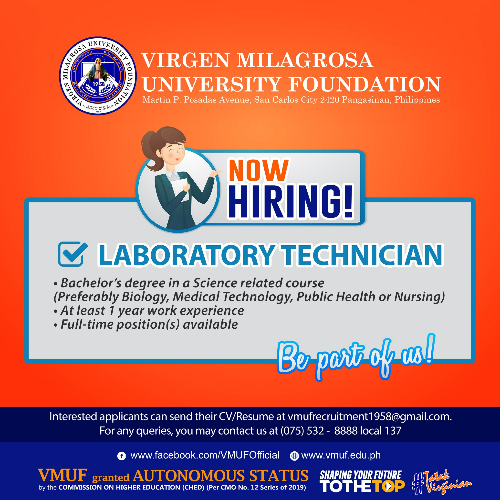 VIRGEN MILAGROSA
UNIVERSITY FOUNDATION
Martin P. Posadas Avenue, San Carlos City 2420 Pangasinan, Philippines
NOW
HIRING!
LABORATORY TECHNICIAN
• Bachelor's degree in a Science related course
(Preferably Biology, Medical Technology, Public Health or Nursing)
• At least 1 year work experience
• Full-time position(s) available
Be part of us!
Interested applicants can send their CV/Resume at vmufrecruitment1958@gmail.com.
For any queries, you may contact us at (075) 532 - 8888 local 137
www.facebook.com/VMUFOfficial www.vmuf.edu.ph
VMUF granted AUTONOMOUS STATUS
by the COMMISSION ON HIGHER EDUCATION (CHED) (Per CMO No. 12 Series of 2019)
SHAPING YOUR FUTURE
TO THE TOP
#Tatak
Virginian